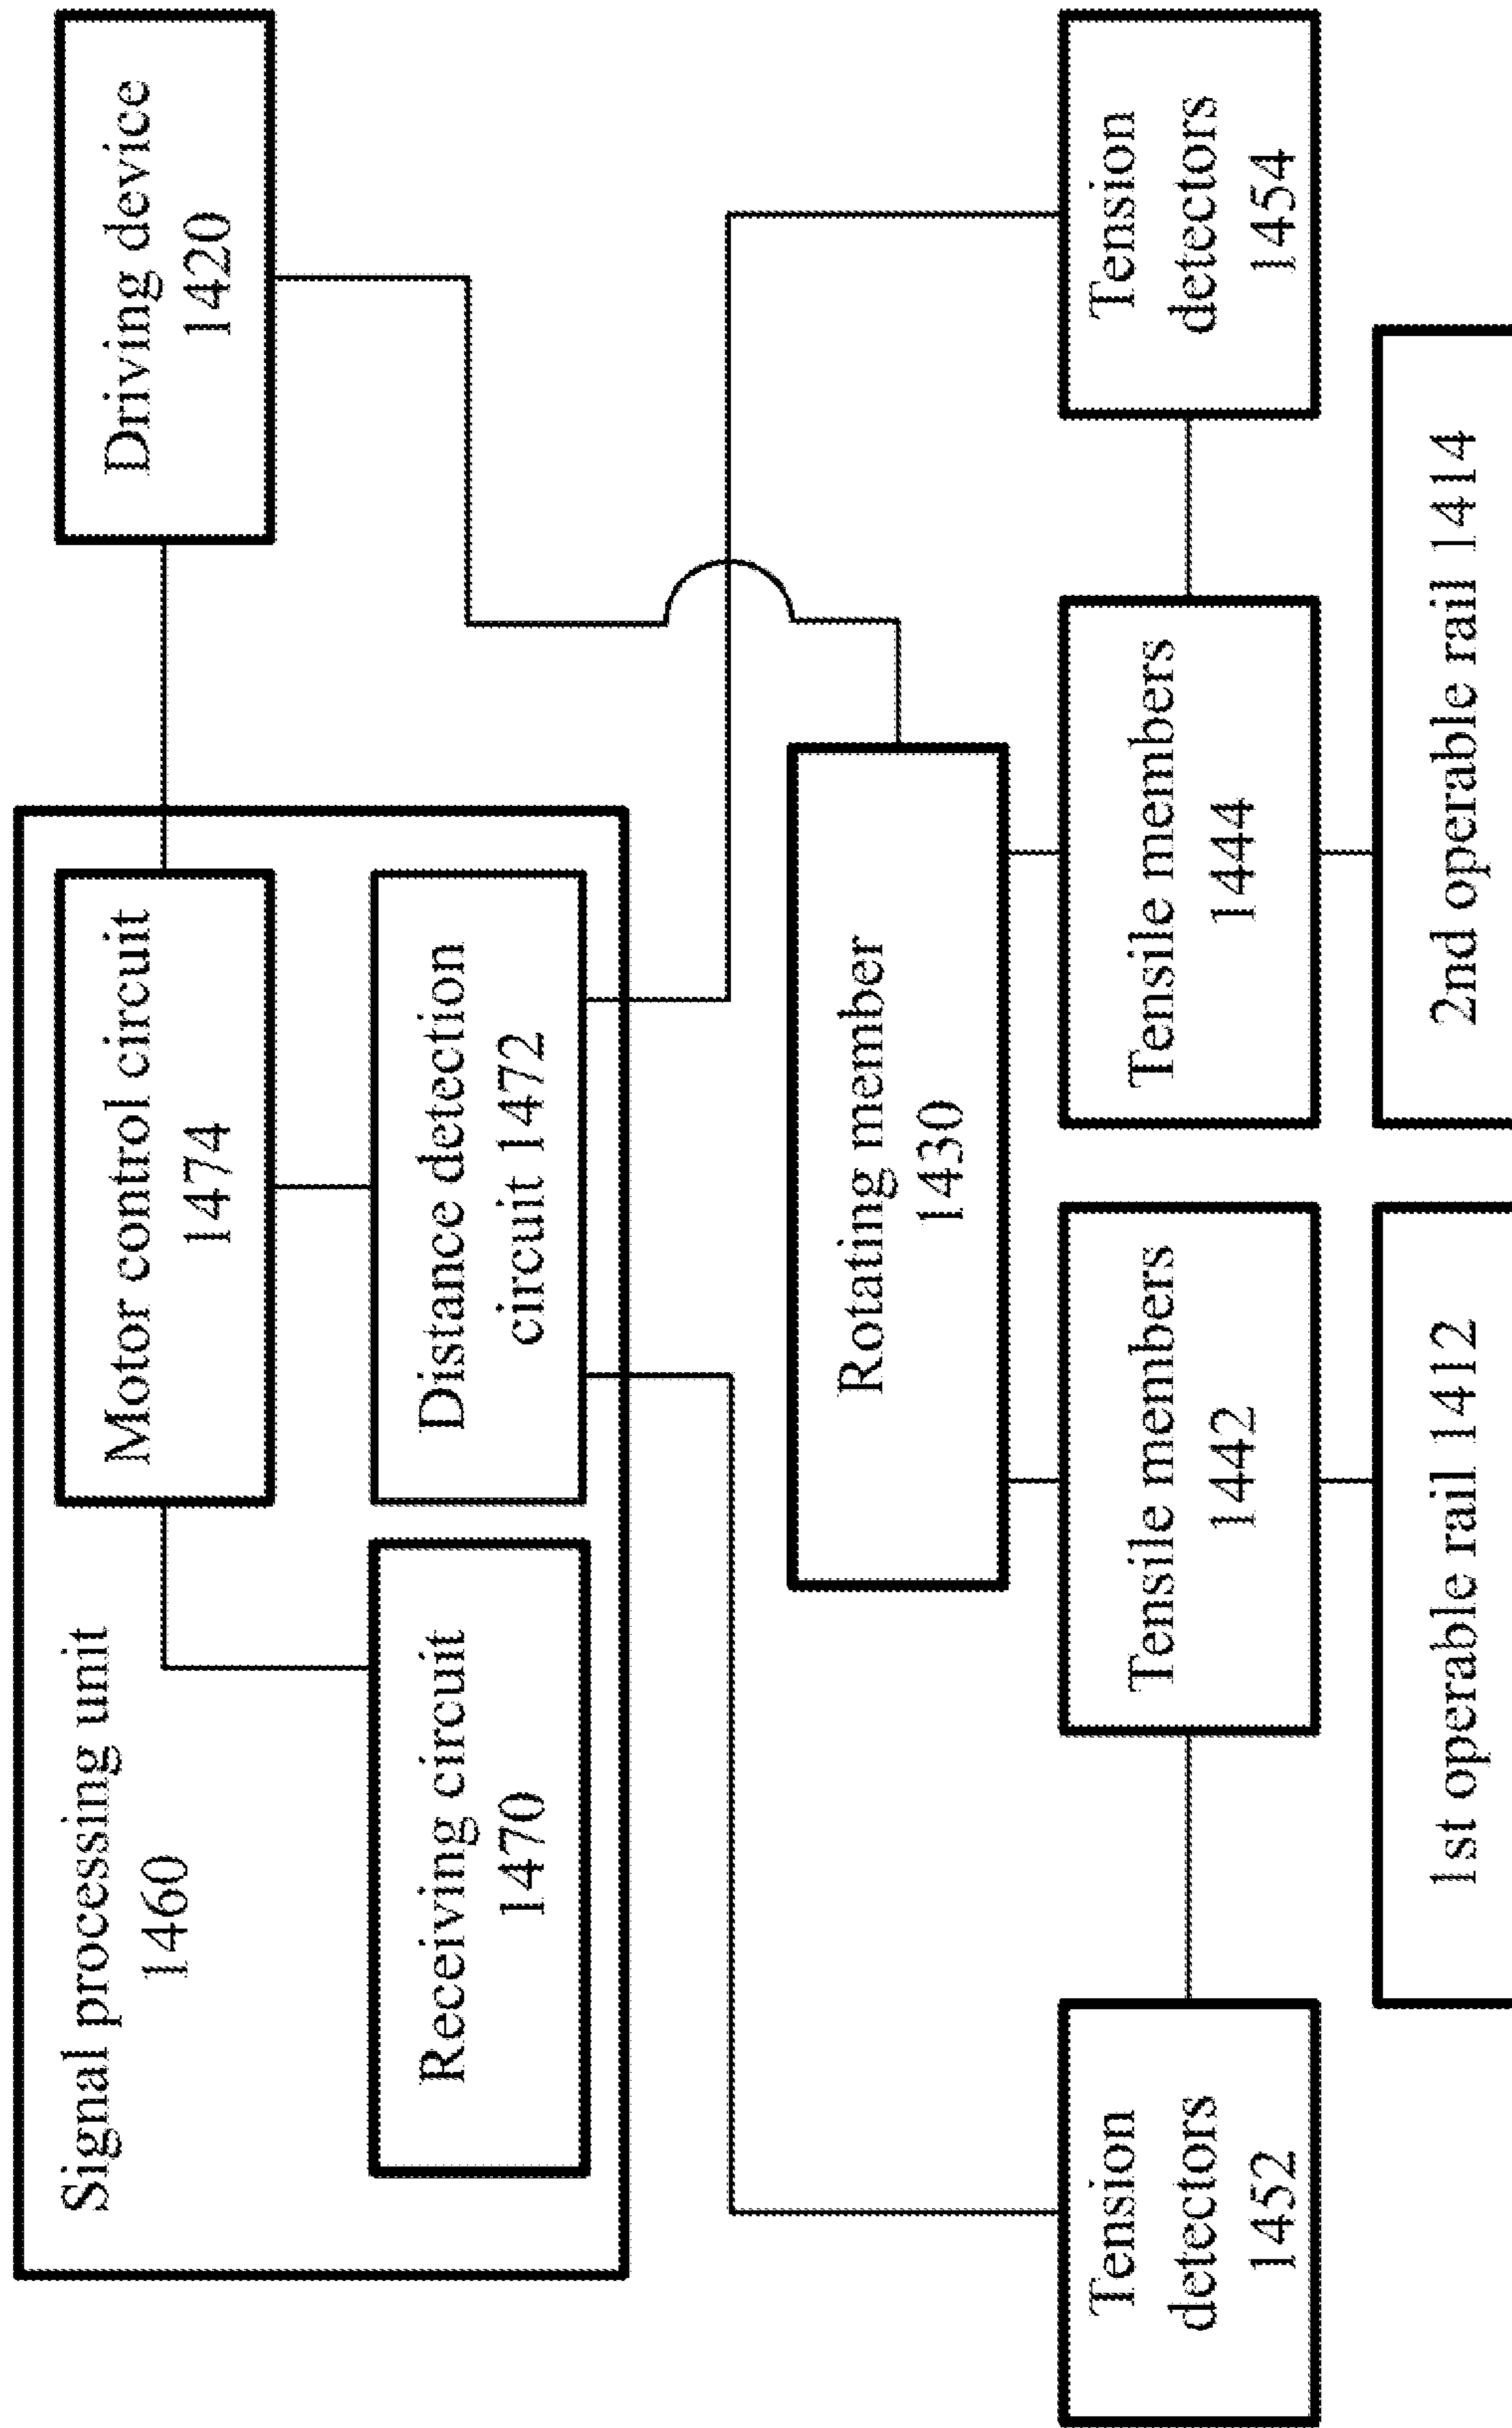 Signal processing unit
1460
Motor control circuit
1474
Driving device
1420
Receiving circuit
1470
Distance detection
circuit 1472
Rotating member
1430
Tension
detectors
1452
Tensile members
1442
Tensile members
1444
Tension
detectors
1454
1st operable rail 1412
2nd operable rail 1414